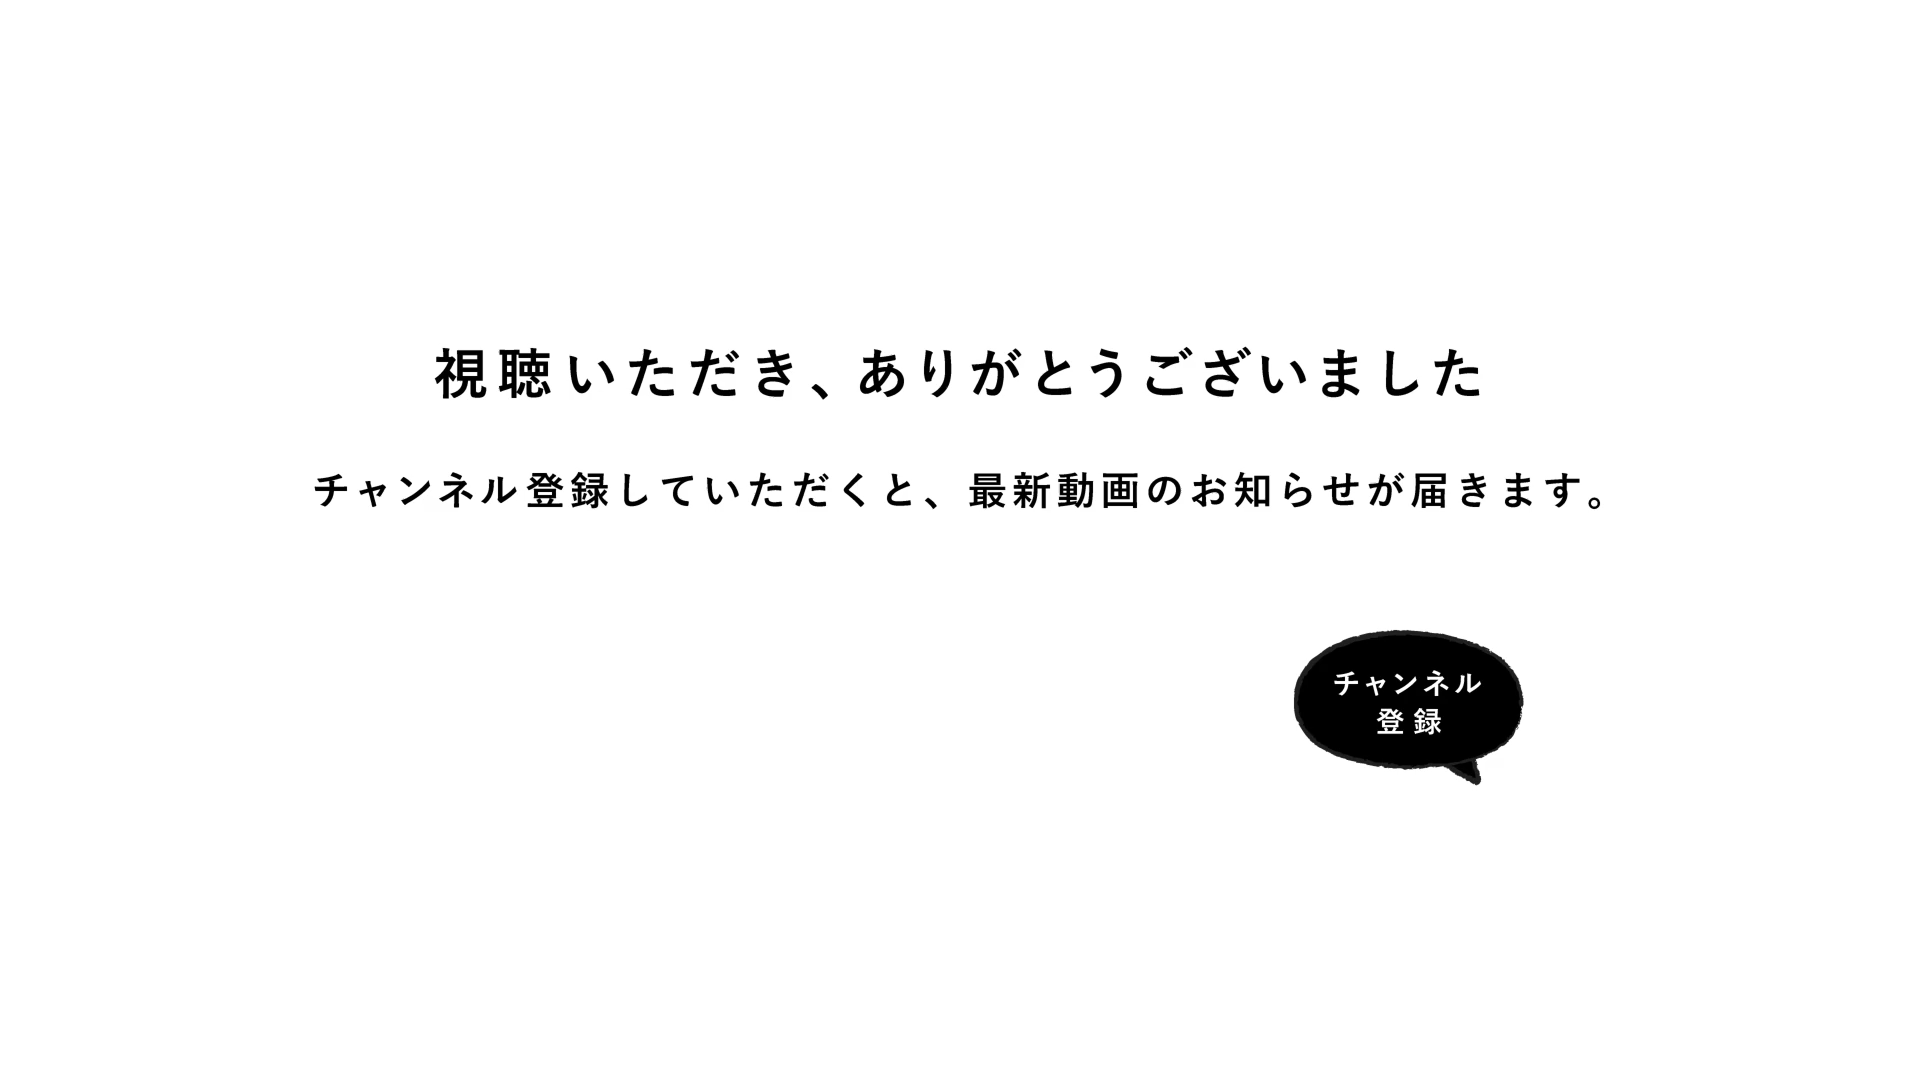 視聴いただき、ありがとうございました
チャンネル登録していただくと、最新動画のお知らせが届きます。
チャンネル
登録